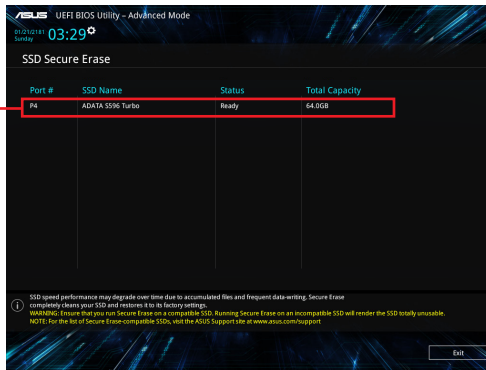 ASUS UEFI BIOS Utility – Advanced Mode
01/21/2181
Sunday
03:29
SSD Secure Erase
Port # SSD Name Status Total Capacity
P4 ADATA S596 Turbo Ready 64.0GB
SSD speed performance may degrade over time due to accumulated files and frequent data-writing. Secure Erase
completely cleans your SSD and restores it to its factory settings.
WARNING: Ensure that you run Secure Erase on a compatible SSD. Running Secure Erase on an incompatible SSD will render the SSD totally unusable.
NOTE: For the list of Secure Erase-compatible SSDs, visit the ASUS Support site at www.asus.com/support
Exit